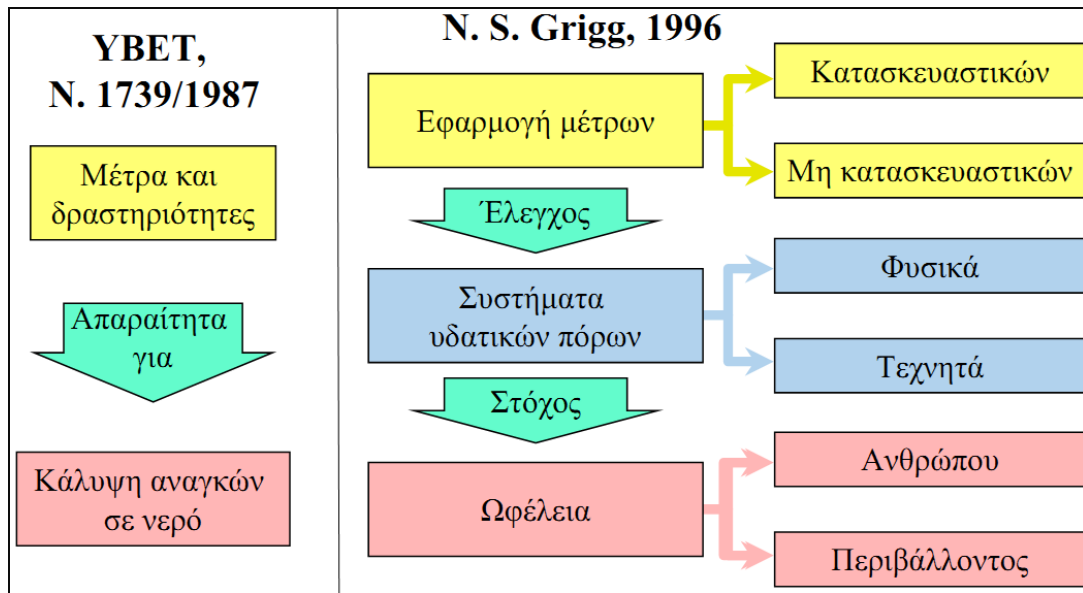 ΥΒΕΤ,
Ν. 1739/1987
Μέτρα και
δραστηριότητες
Απαραίτητα
για
Κάλυψη αναγκών
σε νερό
N. S. Grigg, 1996
Εφαρμογή μέτρων
Κατασκευαστικών
Μη κατασκευαστικών
Έλεγχος
Συστήματα
υδατικών πόρων
Φυσικά
Τεχνητά
Στόχος
Ωφέλεια
Ανθρώπου
Περιβάλλοντος